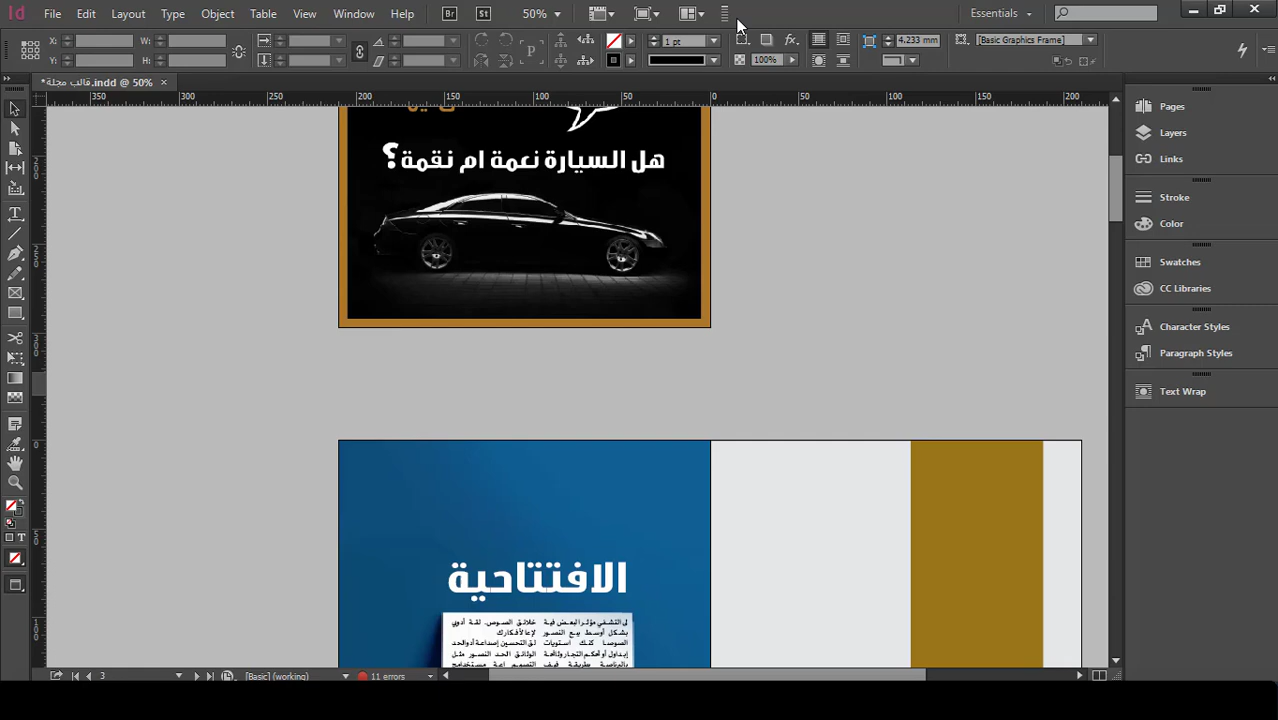 File Edit Layout Type Object Table View Window Help Br St 50% Essentials
X: W: 1 pt 4.233 mm [Basic Graphics Frame]
Y: H: P fx 100%
*قالب مجلة.indd @ 50%
350 300 250 200 150 100 50 0 50 100 150 200
هل السيارة نعمة ام نقمة؟
الافتتاحية
Pages
Layers
Links
Stroke
Color
Swatches
CC Libraries
Character Styles
Paragraph Styles
Text Wrap
3 [Basic] (working) 11 errors